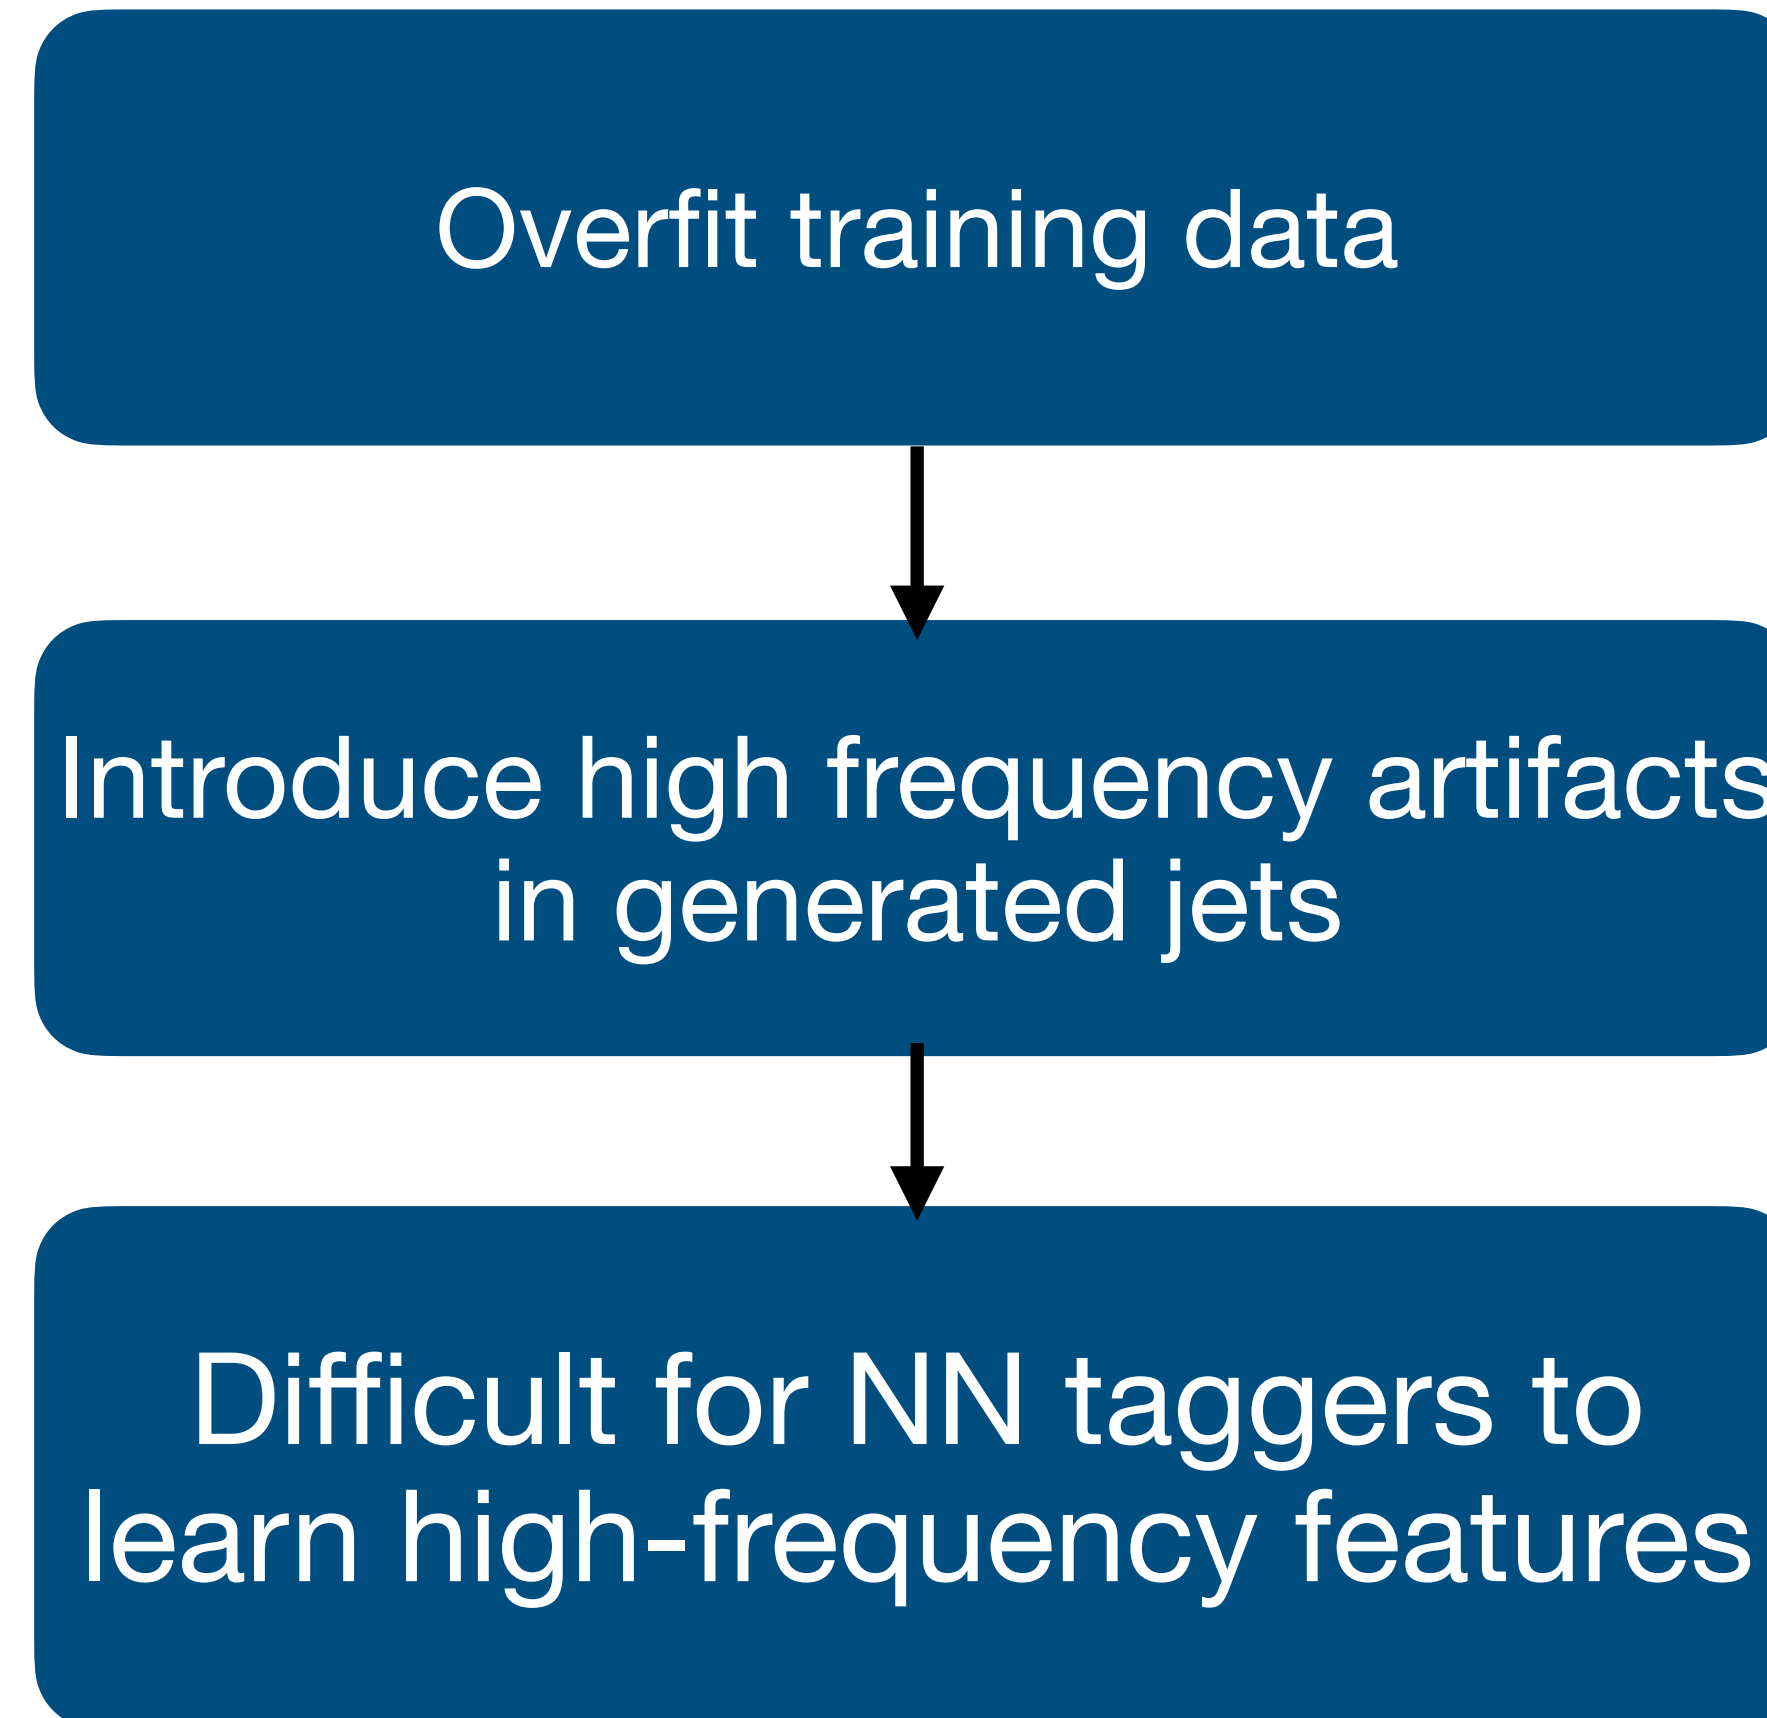 Overfit training data
Introduce high frequency artifacts
in generated jets
Difficult for NN taggers to
learn high-frequency features